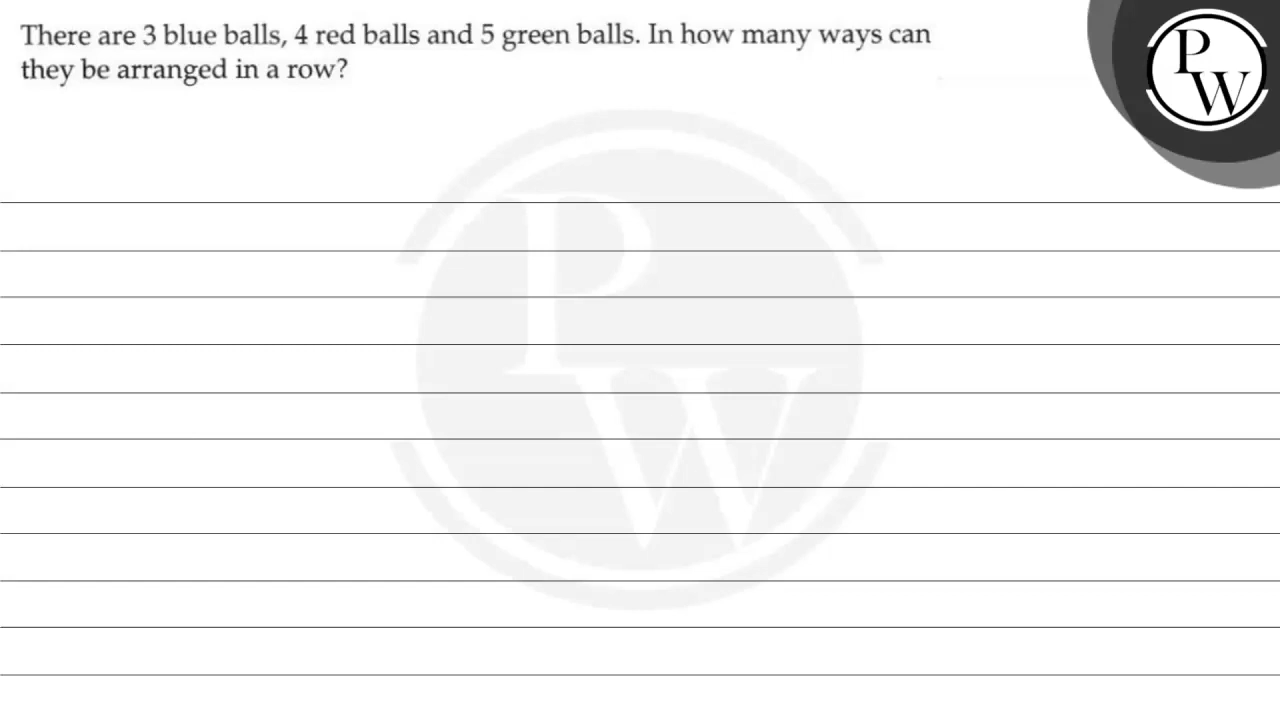 There are 3 blue balls, 4 red balls and 5 green balls. In how many ways can
they be arranged in a row?
PW
PW